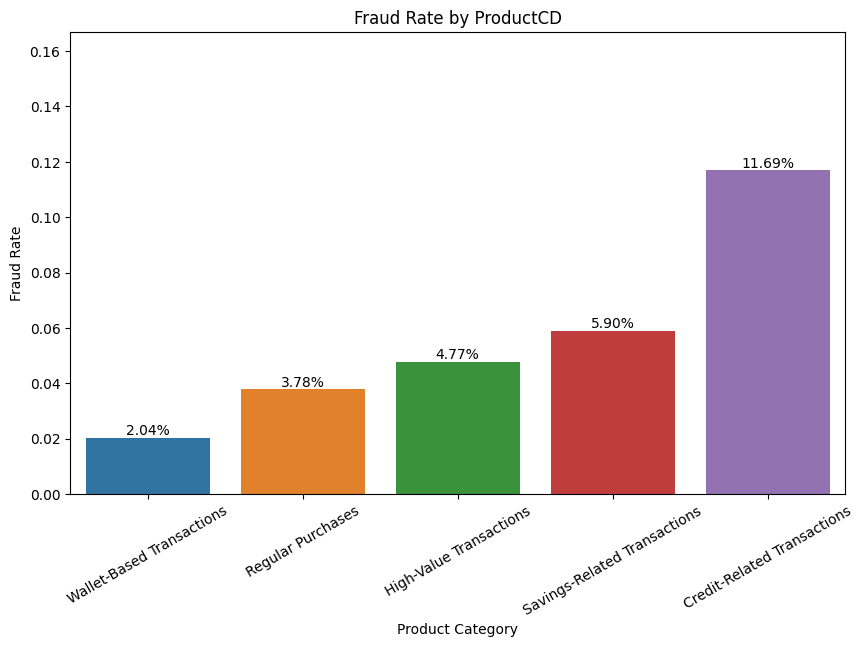 Fraud Rate by ProductCD
0.16
0.14
0.12
0.10
0.08
0.06
0.04
0.02
0.00
Fraud Rate
2.04%
3.78%
4.77%
5.90%
11.69%
Wallet-Based Transactions
Regular Purchases
High-Value Transactions
Savings-Related Transactions
Credit-Related Transactions
Product Category